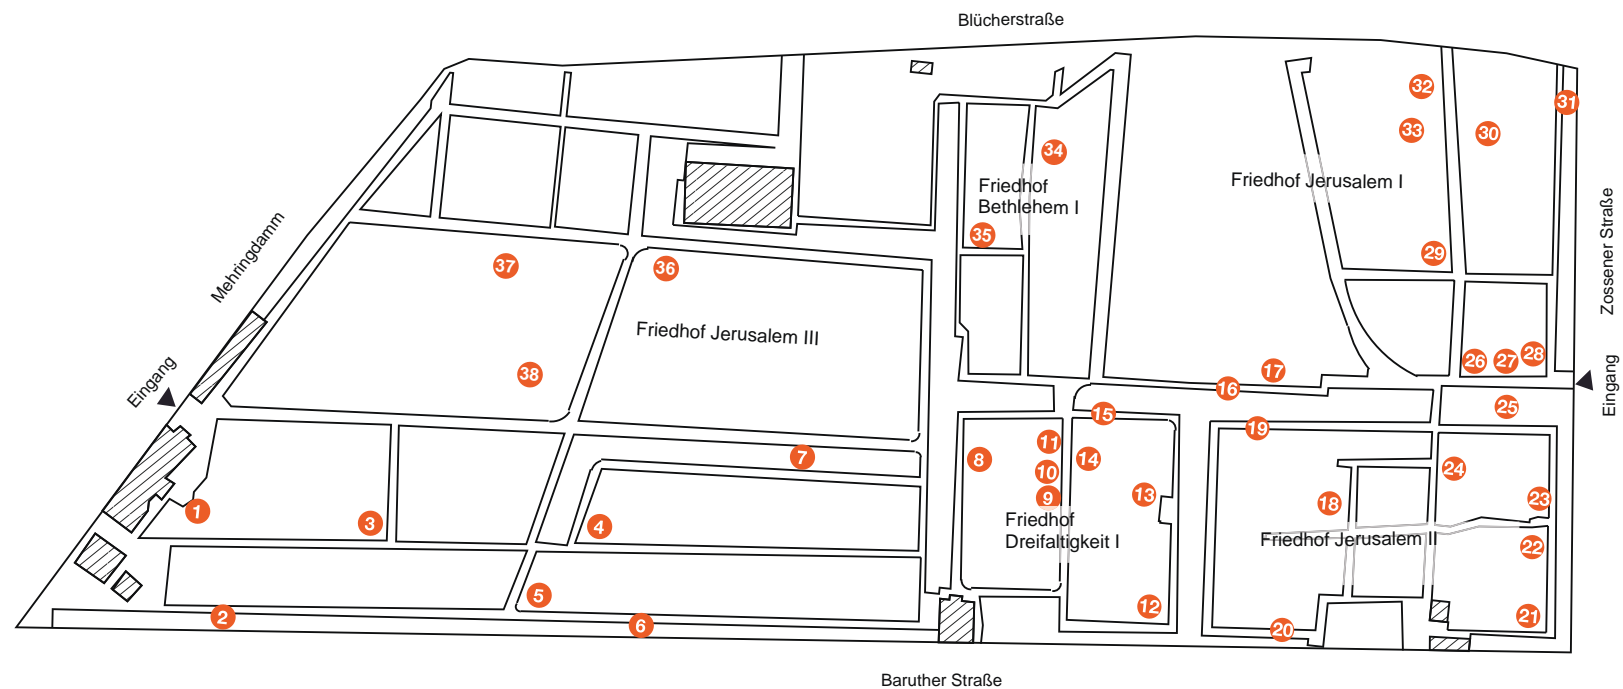 Blücherstraße
32
31
33
30
34
Friedhof
Bethlehem I
Friedhof Jerusalem I
35
29
37
36
Mehringdamm
Zossener Straße
Friedhof Jerusalem III
38
17
16
26
27
28
Eingang
Eingang
25
15
19
7
8
11
10
9
14
13
24
23
18
1
3
4
Friedhof
Dreifaltigkeit I
Friedhof Jerusalem II
22
5
12
21
2
6
20
Baruther Straße